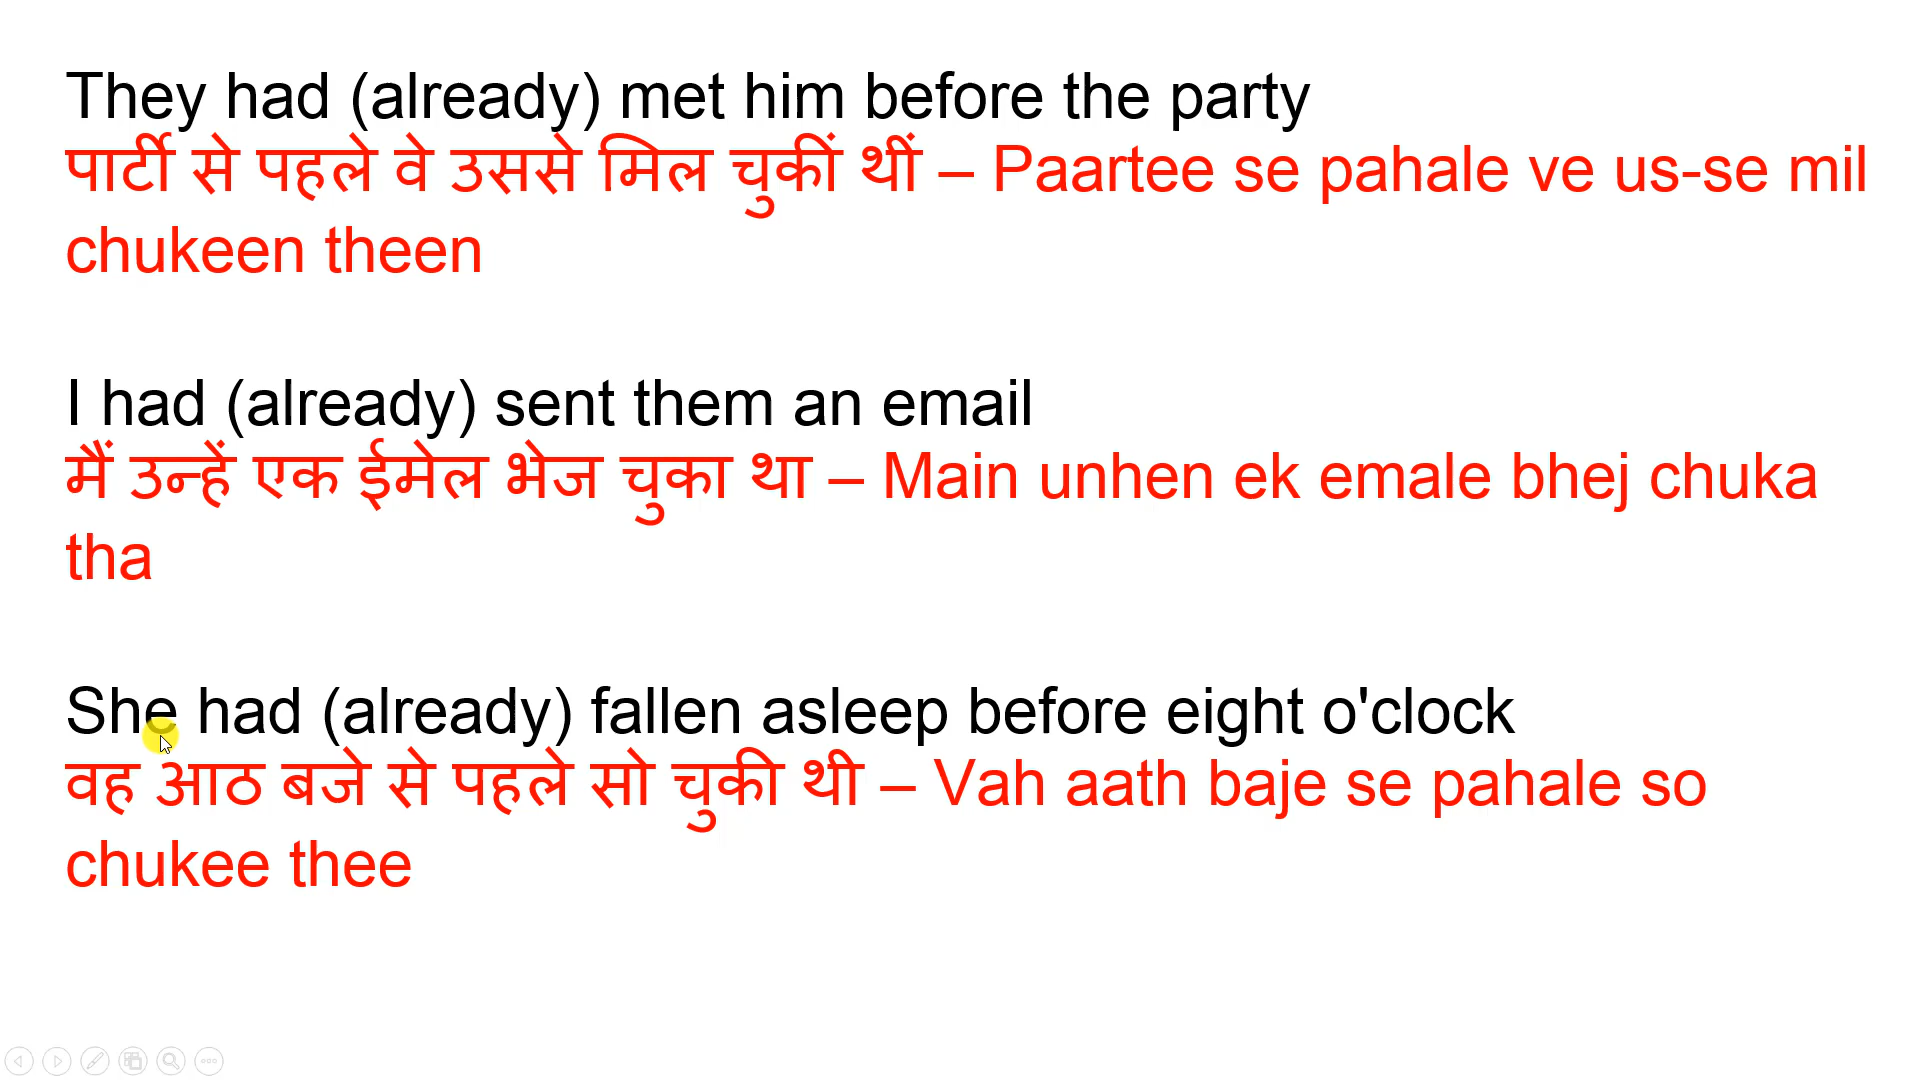 They had (already) met him before the party
पार्टी से पहले वे उससे मिल चुकीं थीं – Paartee se pahale ve us-se mil
chukeen theen
I had (already) sent them an email
मैं उन्हें एक ईमेल भेज चुका था – Main unhen ek emale bhej chuka
tha
She had (already) fallen asleep before eight o'clock
वह आठ बजे से पहले सो चुकी थी – Vah aath baje se pahale so
chukee thee